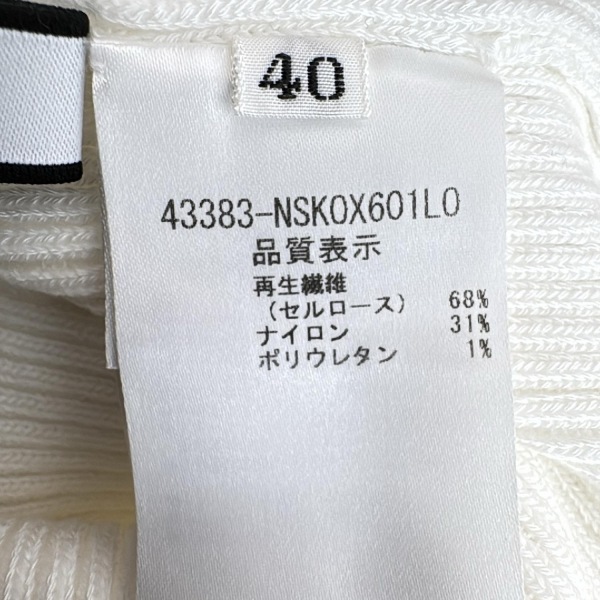 40
43383-NSKOX601LO
品質表示
再生繊維
(セルロース) 68%
ナイロン 31%
ポリウレタン 1%